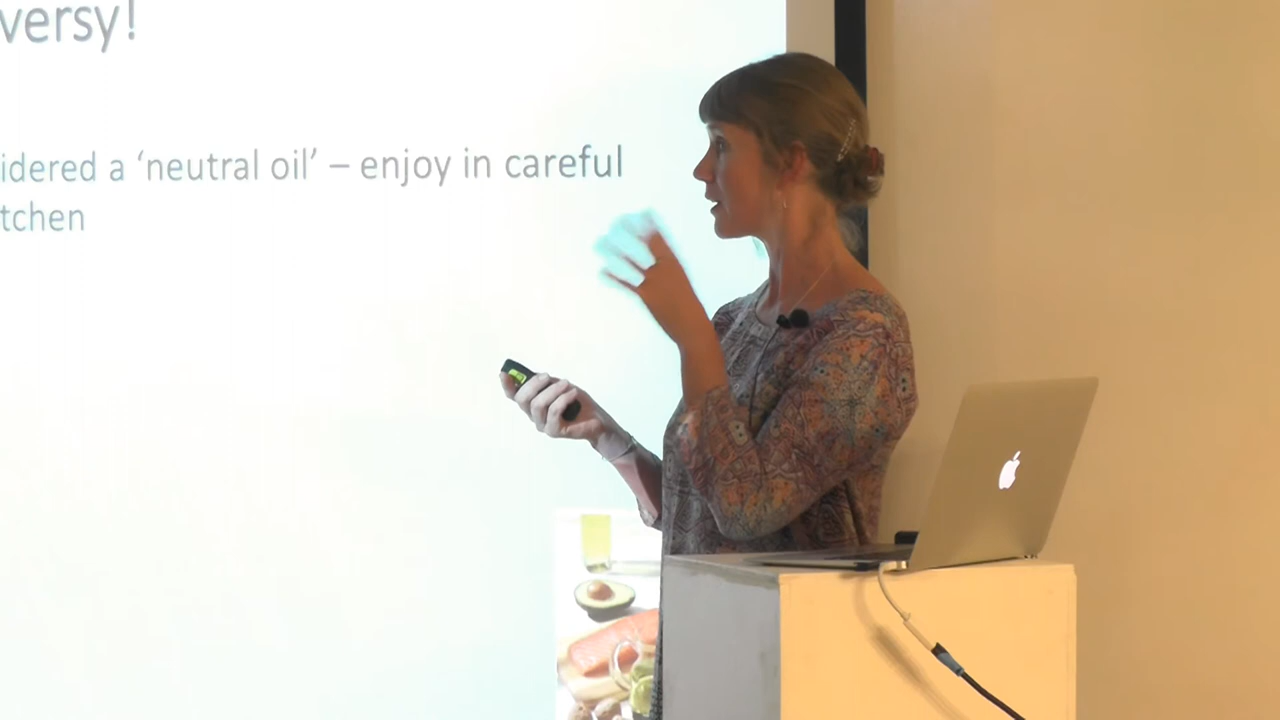 versy!
idered a ‘neutral oil’ – enjoy in careful
tchen